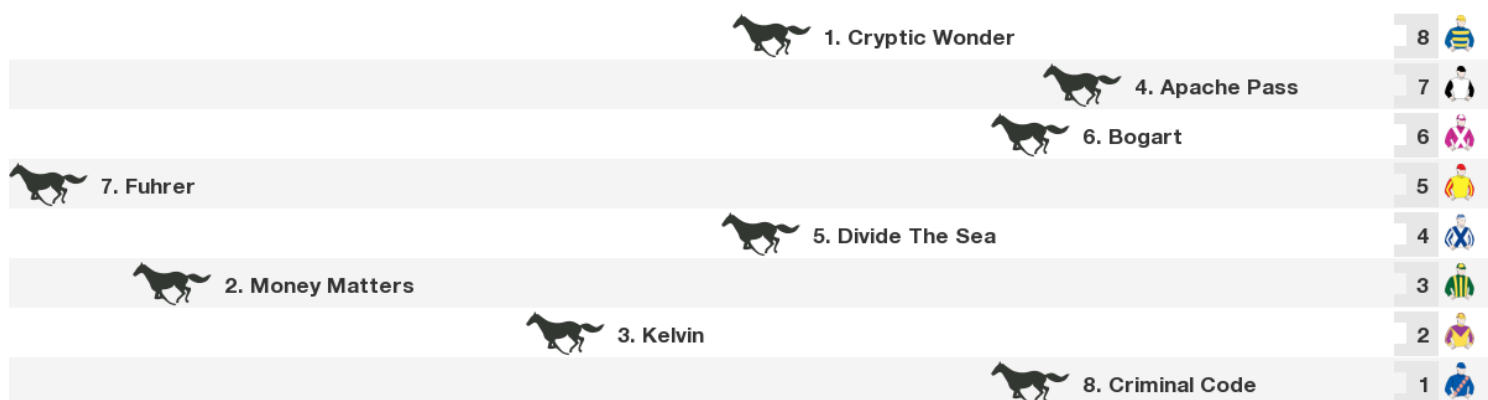 1. Cryptic Wonder 8
4. Apache Pass 7
6. Bogart 6
7. Fuhrer 5
5. Divide The Sea 4
2. Money Matters 3
3. Kelvin 2
8. Criminal Code 1